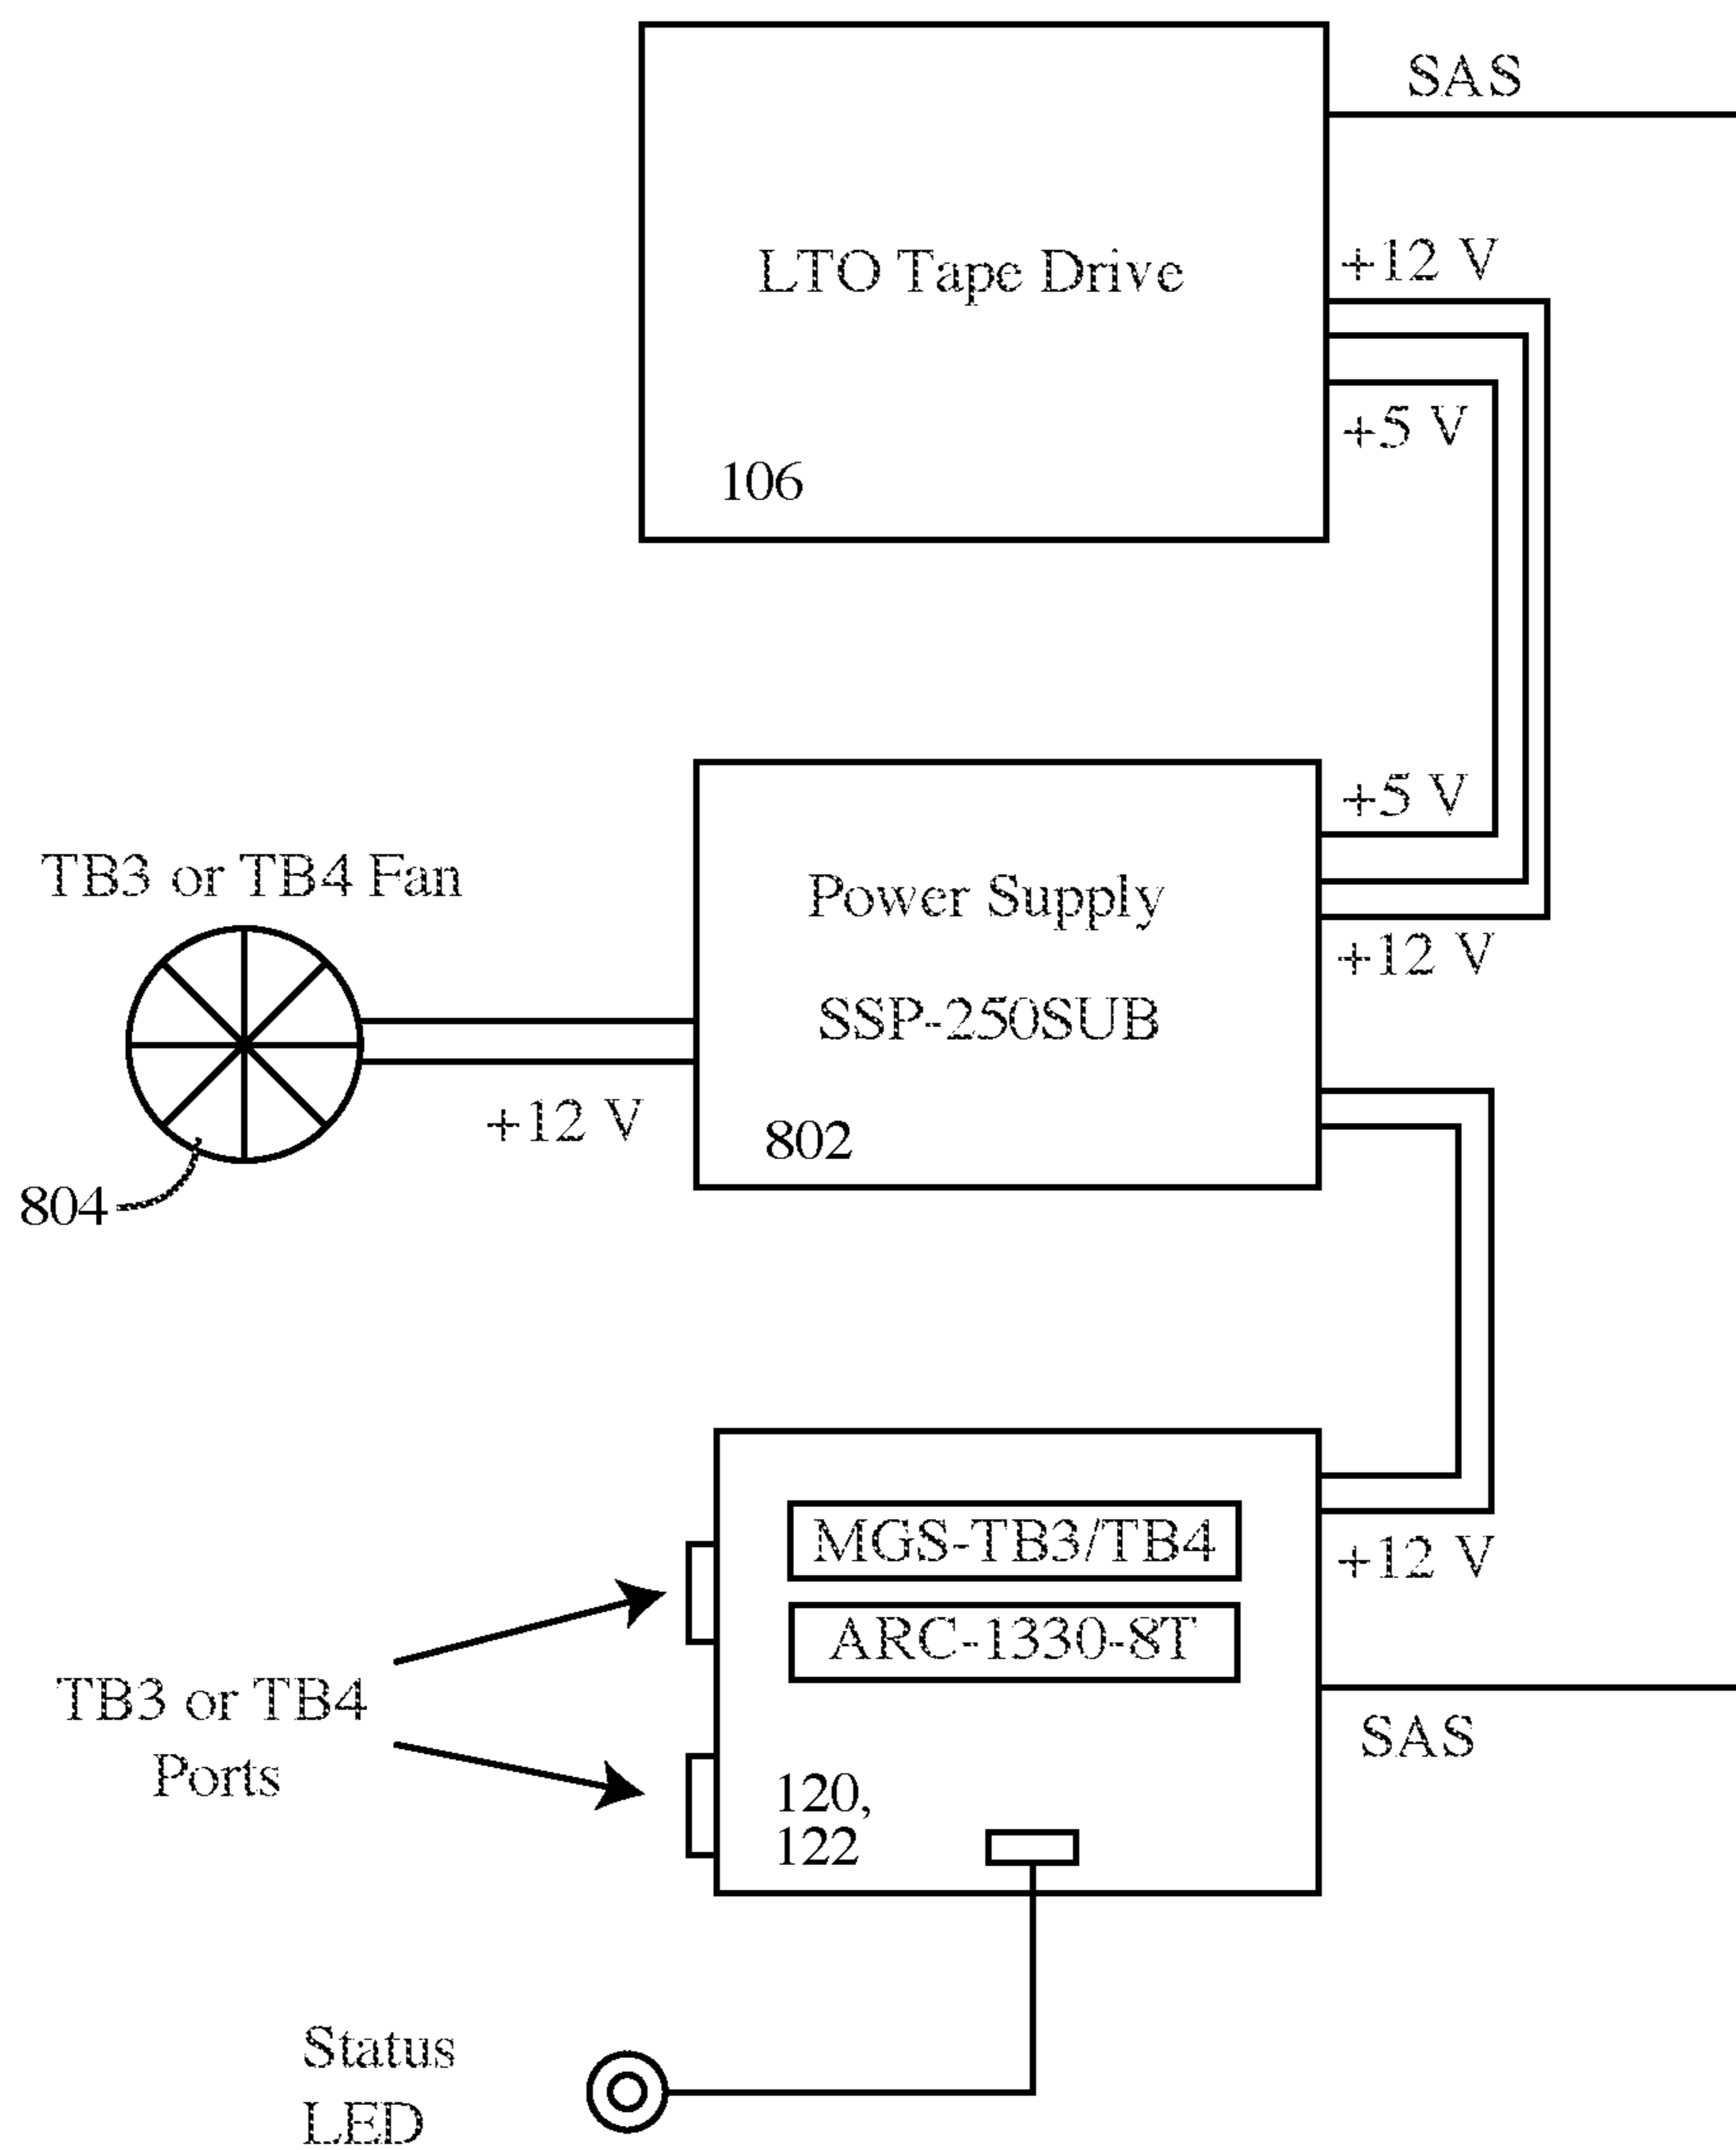 SAS
LTO Tape Drive
+12 V
+5 V
106
+5 V
TB3 or TB4 Fan
Power Supply
+12 V
SSP-250SUB
+12 V
802
804
MGS-TB3/TB4
+12 V
ARC-1330-8T
TB3 or TB4
Ports
SAS
120,
122
Status
LED